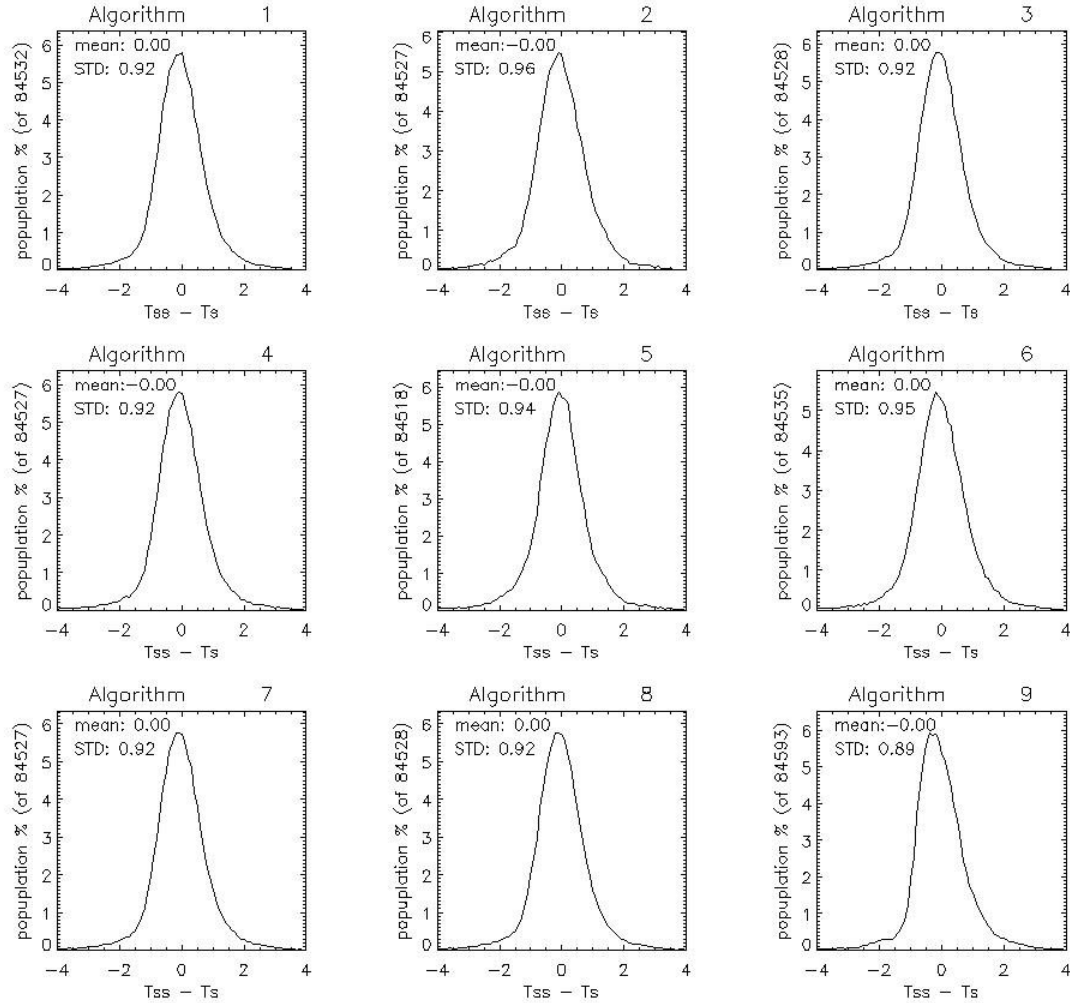 Algorithm 1
mean: 0.00
STD: 0.92
popuplation % (of 84532)
6
5
4
3
2
1
0
−4 −2 0 2 4
Tss − Ts
Algorithm 2
mean:−0.00
STD: 0.96
popuplation % (of 84527)
6
5
4
3
2
1
0
−4 −2 0 2 4
Tss − Ts
Algorithm 3
mean: 0.00
STD: 0.92
popuplation % (of 84528)
6
5
4
3
2
1
0
−4 −2 0 2 4
Tss − Ts
Algorithm 4
mean:−0.00
STD: 0.92
popuplation % (of 84527)
6
5
4
3
2
1
0
−4 −2 0 2 4
Tss − Ts
Algorithm 5
mean:−0.00
STD: 0.94
popuplation % (of 84518)
6
5
4
3
2
1
0
−4 −2 0 2 4
Tss − Ts
Algorithm 6
mean: 0.00
STD: 0.95
popuplation % (of 84535)
5
4
3
2
1
0
−4 −2 0 2 4
Tss − Ts
Algorithm 7
mean: 0.00
STD: 0.92
popuplation % (of 84527)
6
5
4
3
2
1
0
−4 −2 0 2 4
Tss − Ts
Algorithm 8
mean: 0.00
STD: 0.92
popuplation % (of 84528)
6
5
4
3
2
1
0
−4 −2 0 2 4
Tss − Ts
Algorithm 9
mean:−0.00
STD: 0.89
popuplation % (of 84593)
6
5
4
3
2
1
0
−4 −2 0 2 4
Tss − Ts